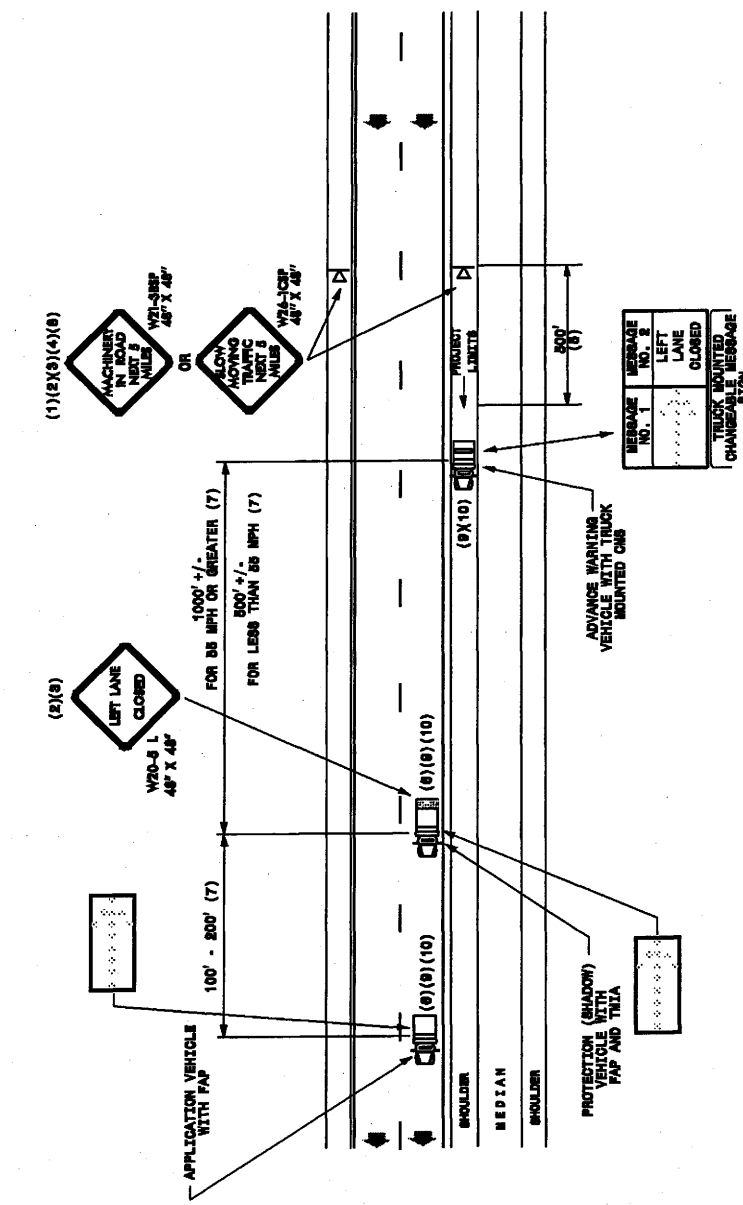 (1)(2)(3)(4)(5)
MACHINERY
IN ROAD
NEXT 5
MILES
W21-3BSP
48" X 48"
OR
SLOW
MOVING
TRAFFIC
NEXT 5
MILES
W26-1CSP
48" X 48"
(2)(3)
LEFT LANE
CLOSED
W20-5 L
48" X 48"
1000' +/-
FOR 55 MPH OR GREATER (7)
500' +/-
FOR LESS THAN 55 MPH (7)
100' - 200' (7)
APPLICATION VEHICLE
WITH FAP
(6)(9)(10)
(6)(9)(10)
(9)(10)
PROJECT
LIMITS
500'
(5)
SHOULDER
MEDIAN
SHOULDER
PROTECTION (SHADOW)
VEHICLE WITH
FAP AND TMIA
ADVANCE WARNING
VEHICLE WITH TRUCK
MOUNTED CMS
MESSAGE
NO. 1
MESSAGE
NO. 2
LEFT
LANE
CLOSED
TRUCK MOUNTED
CHANGEABLE MESSAGE
SIGN